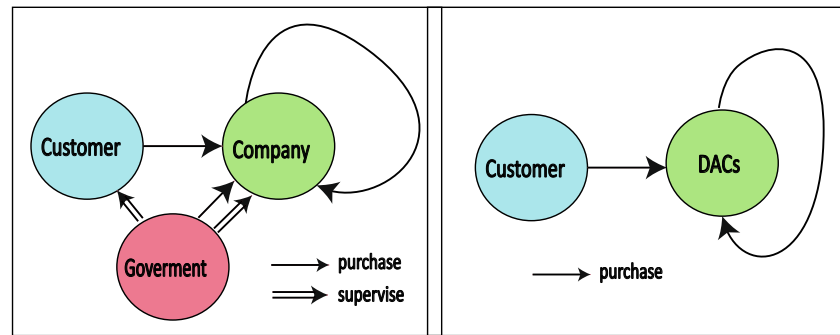 Customer
Company
Goverment
purchase
supervise
Customer
DACs
purchase